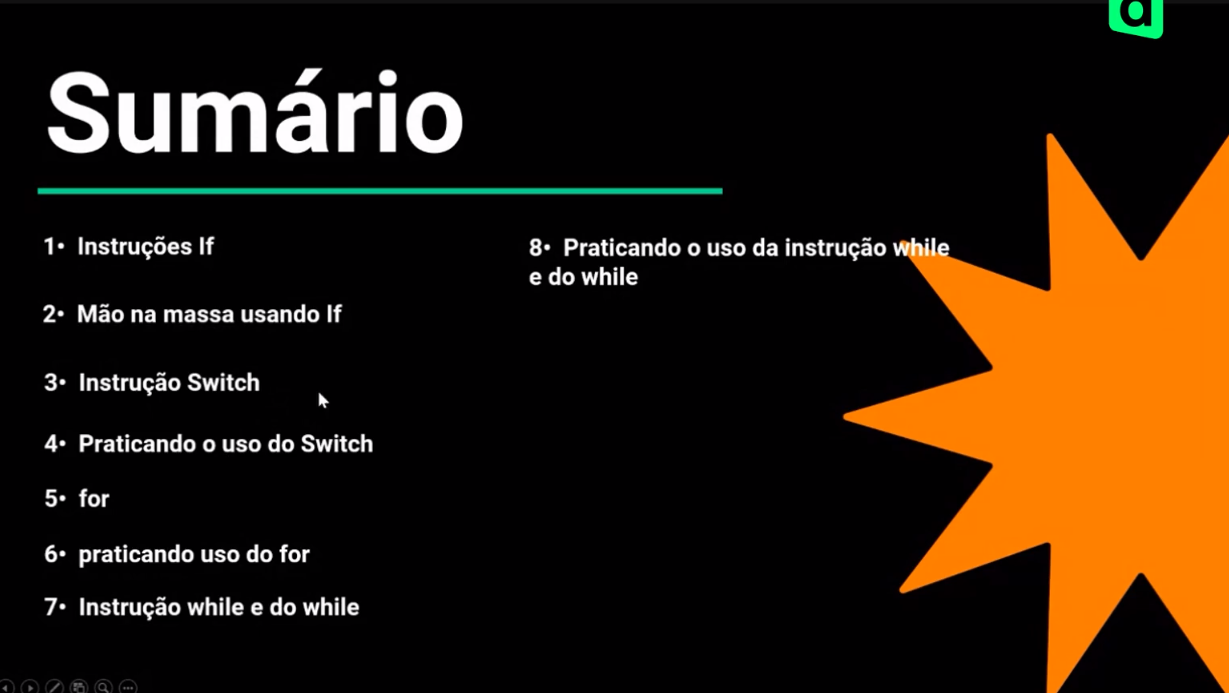 a
Sumário
1• Instruções If
2• Mão na massa usando If
3• Instrução Switch
4• Praticando o uso do Switch
5• for
6• praticando uso do for
7• Instrução while e do while
8• Praticando o uso da instrução while
e do while